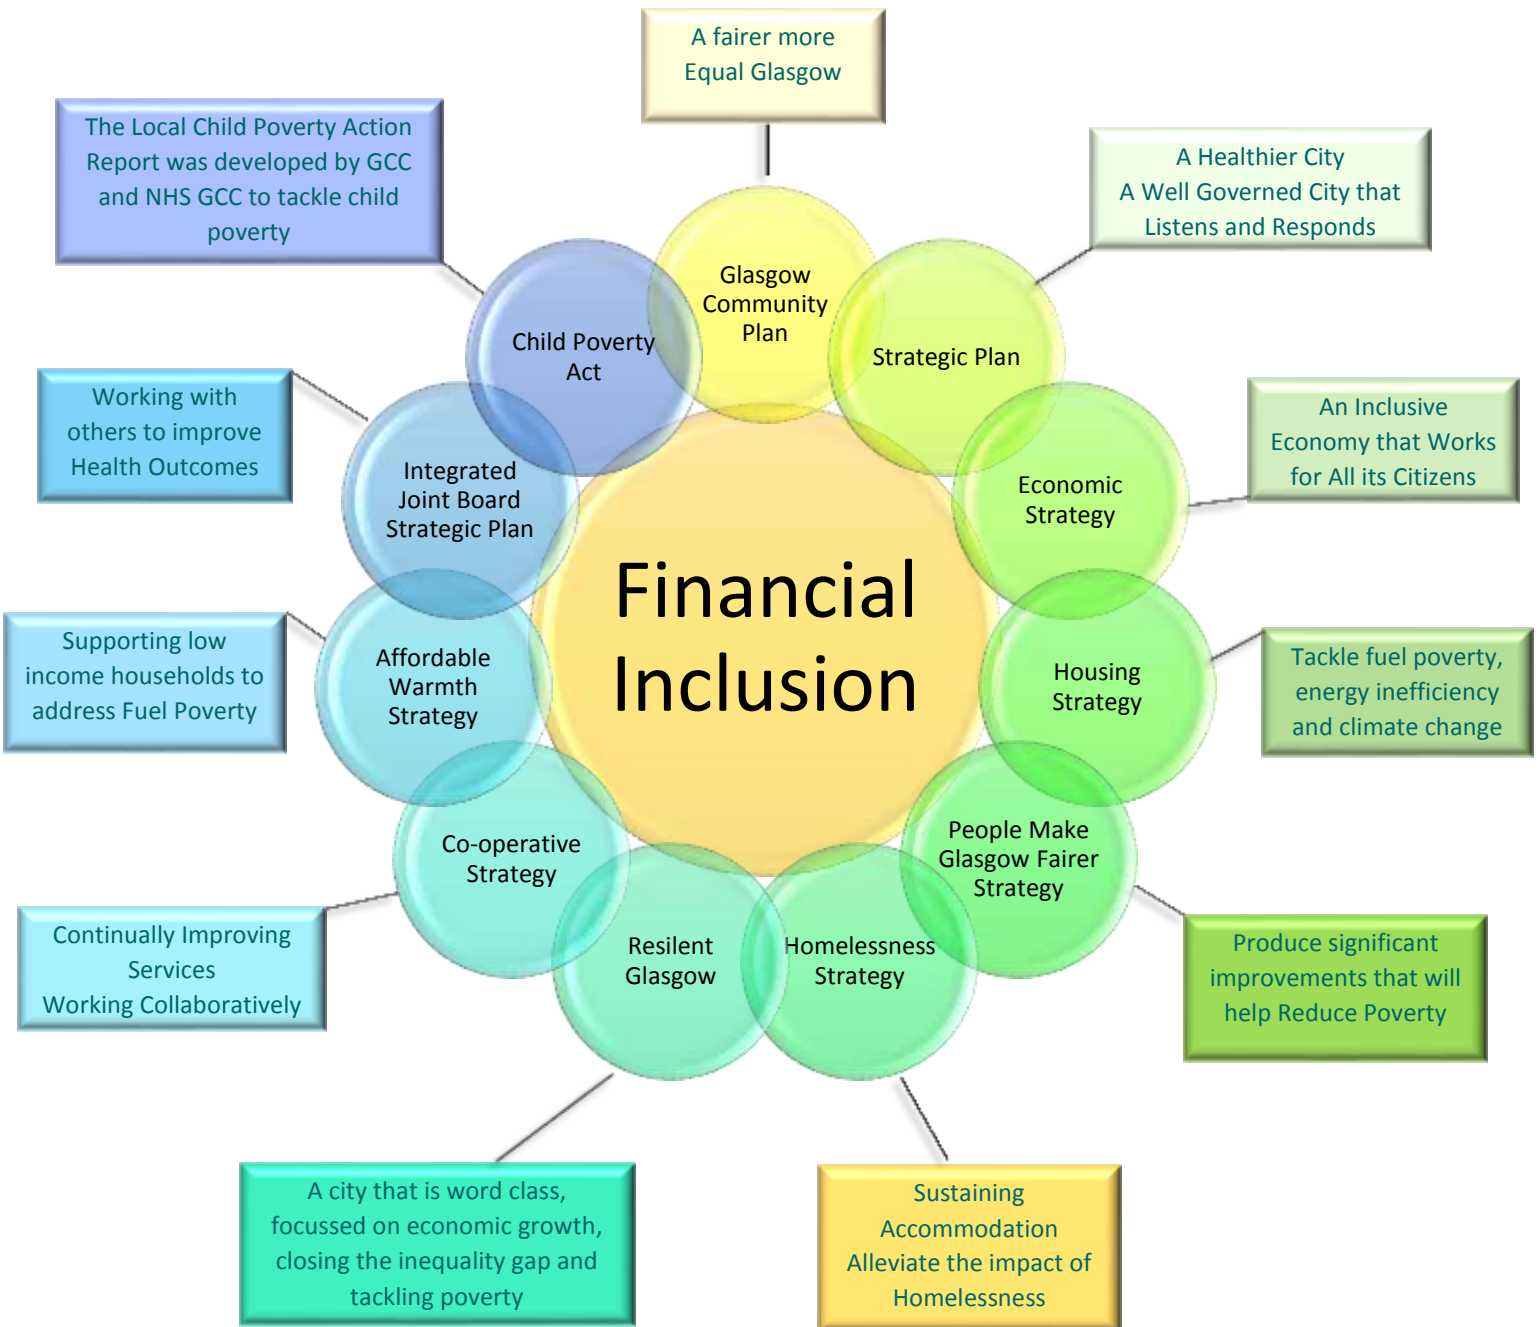 A fairer more
Equal Glasgow
The Local Child Poverty Action
Report was developed by GCC
and NHS GCC to tackle child
poverty
A Healthier City
A Well Governed City that
Listens and Responds
Glasgow
Community
Plan
Child Poverty
Act
Strategic Plan
Working with
others to improve
Health Outcomes
An Inclusive
Economy that Works
for All its Citizens
Integrated
Joint Board
Strategic Plan
Economic
Strategy
Financial
Inclusion
Supporting low
income households to
address Fuel Poverty
Affordable
Warmth
Strategy
Housing
Strategy
Tackle fuel poverty,
energy inefficiency
and climate change
Co-operative
Strategy
People Make
Glasgow Fairer
Strategy
Continually Improving
Services
Working Collaboratively
Resilent
Glasgow
Homelessness
Strategy
Produce significant
improvements that will
help Reduce Poverty
A city that is word class,
focussed on economic growth,
closing the inequality gap and
tackling poverty
Sustaining
Accommodation
Alleviate the impact of
Homelessness